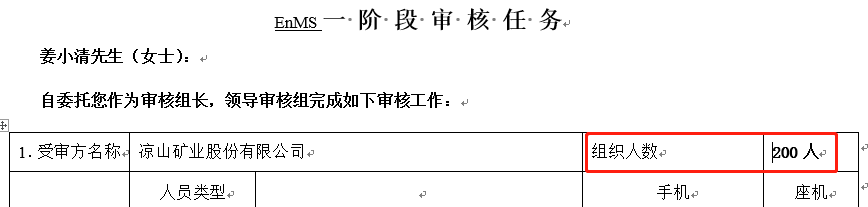 EnMS 一 阶 段 审 核 任 务
姜小清先生（女士）：
自委托您作为审核组长，领导审核组完成如下审核工作：
1.受审方名称 凉山矿业股份有限公司 组织人数 200 人
人员类型 手机 座机